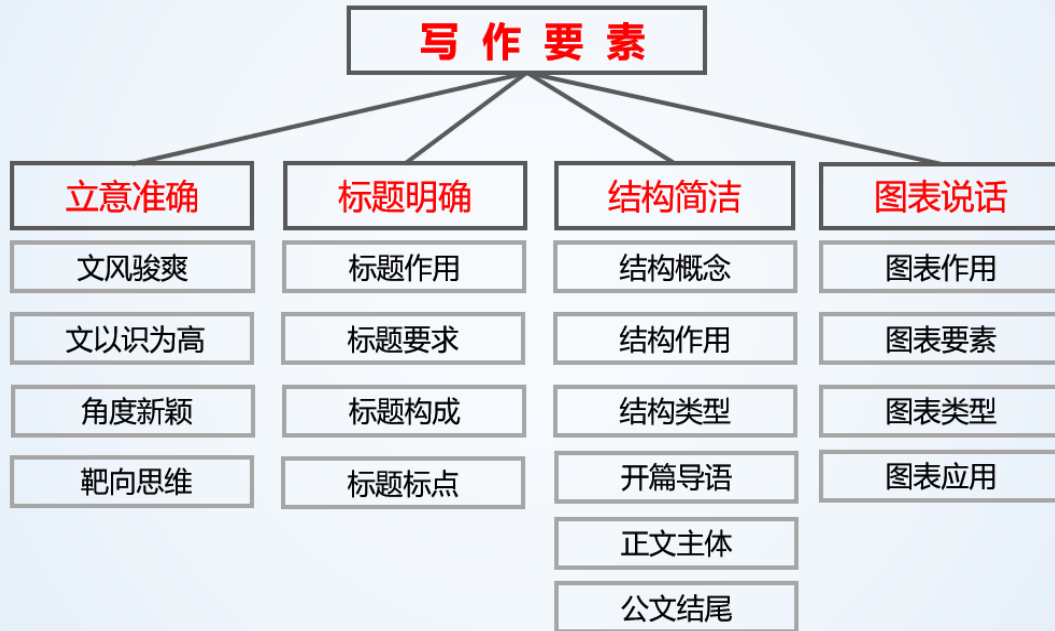 写作要素
立意准确
文风骏爽
文以识为高
角度新颖
靶向思维
标题明确
标题作用
标题要求
标题构成
标题标点
结构简洁
结构概念
结构作用
结构类型
开篇导语
正文主体
公文结尾
图表说话
图表作用
图表要素
图表类型
图表应用